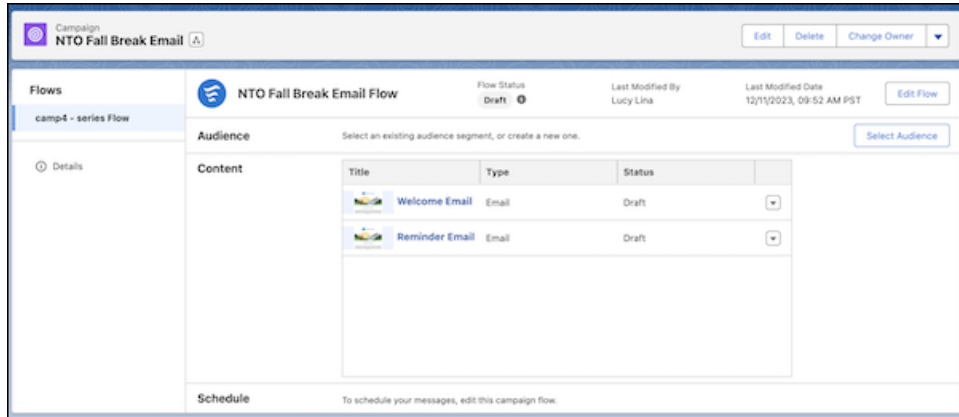 Campaign
NTO Fall Break Email
Edit Delete Change Owner
Flows
camp4 - series Flow
Details
NTO Fall Break Email Flow
Flow Status
Draft
Last Modified By
Lucy Lina
Last Modified Date
12/11/2023, 09:52 AM PST
Edit Flow
Audience
Select an existing audience segment, or create a new one.
Select Audience
Content
Title Type Status
Welcome Email Email Draft
Reminder Email Email Draft
Schedule
To schedule your messages, edit this campaign flow.